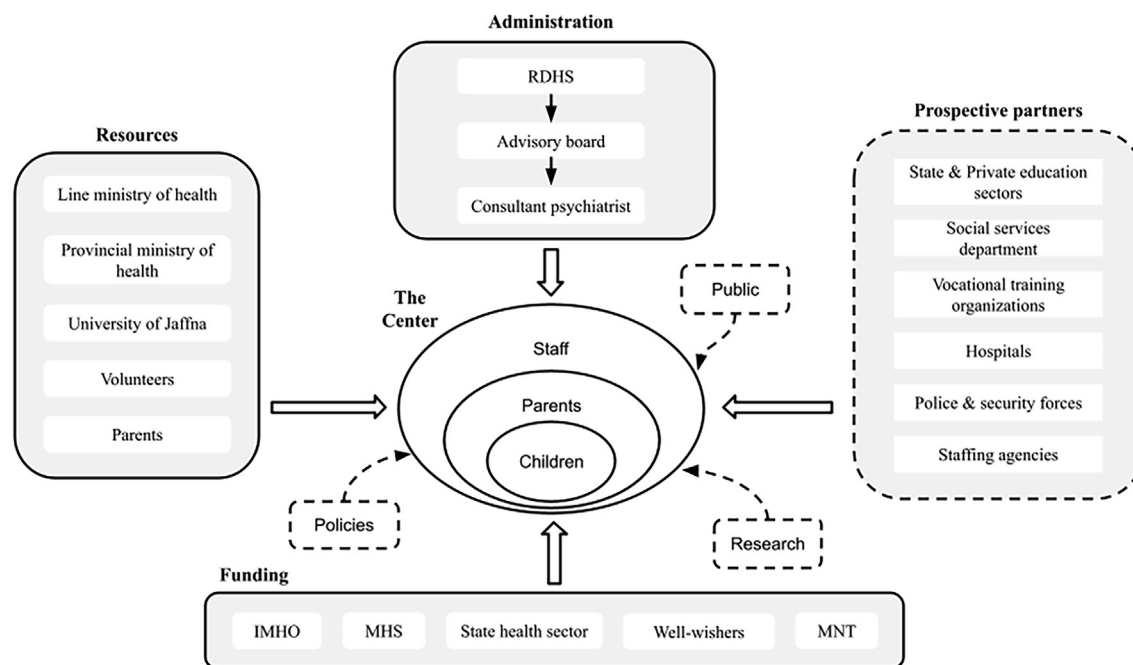 Administration
RDHS
Advisory board
Consultant psychiatrist
Resources
Line ministry of health
Provincial ministry of
health
University of Jaffna
Volunteers
Parents
Prospective partners
State & Private education
sectors
Social services
department
Vocational training
organizations
Hospitals
Police & security forces
Staffing agencies
The
Center
Public
Staff
Parents
Children
Policies
Research
Funding
IMHO
MHS
State health sector
Well-wishers
MNT